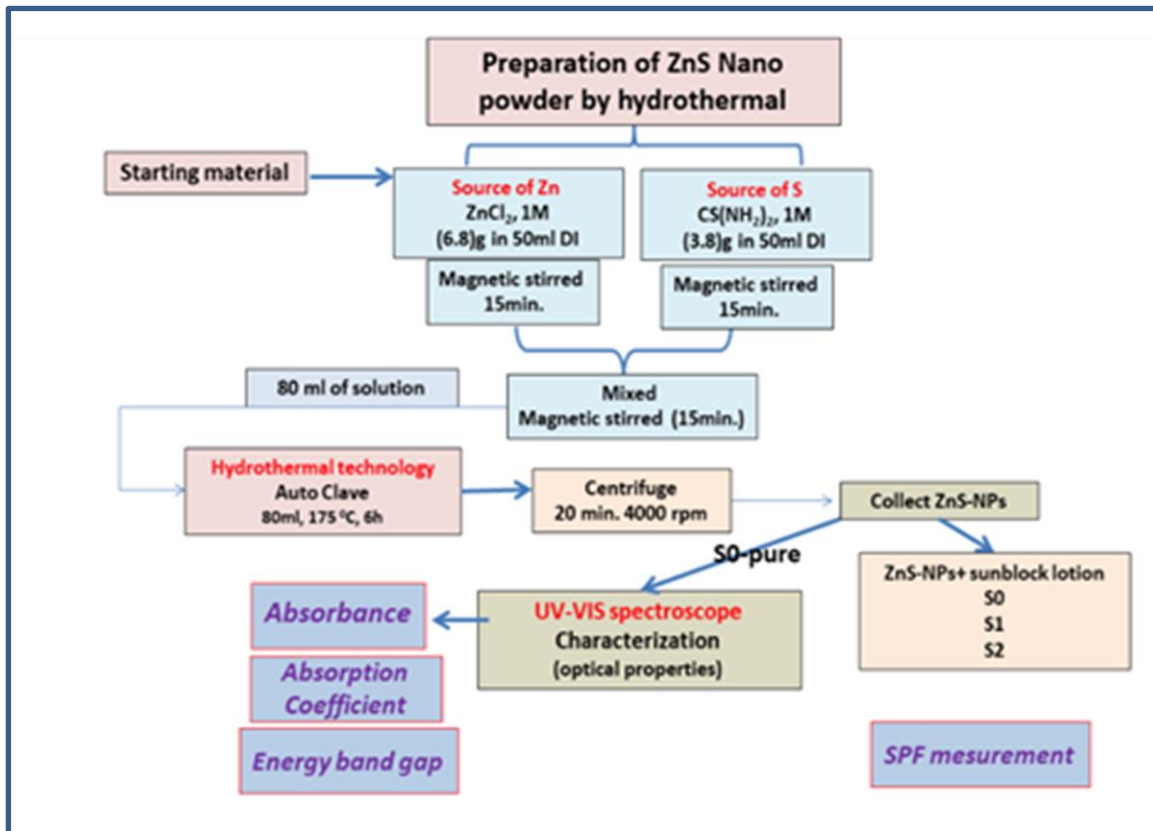 Preparation of ZnS Nano
powder by hydrothermal
Starting material
Source of Zn
ZnCl₂, 1M
(6.8)g in 50ml DI
Source of S
CS(NH₂)₂, 1M
(3.8)g in 50ml DI
Magnetic stirred
15min.
Magnetic stirred
15min.
80 ml of solution
Mixed
Magnetic stirred (15min.)
Hydrothermal technology
Auto Clave
80ml, 175 ⁰C, 6h
Centrifuge
20 min. 4000 rpm
Collect ZnS-NPs
S0-pure
ZnS-NPs+ sunblock lotion
S0
S1
S2
UV-VIS spectroscope
Characterization
(optical properties)
Absorbance
Absorption
Coefficient
Energy band gap
SPF mesurement